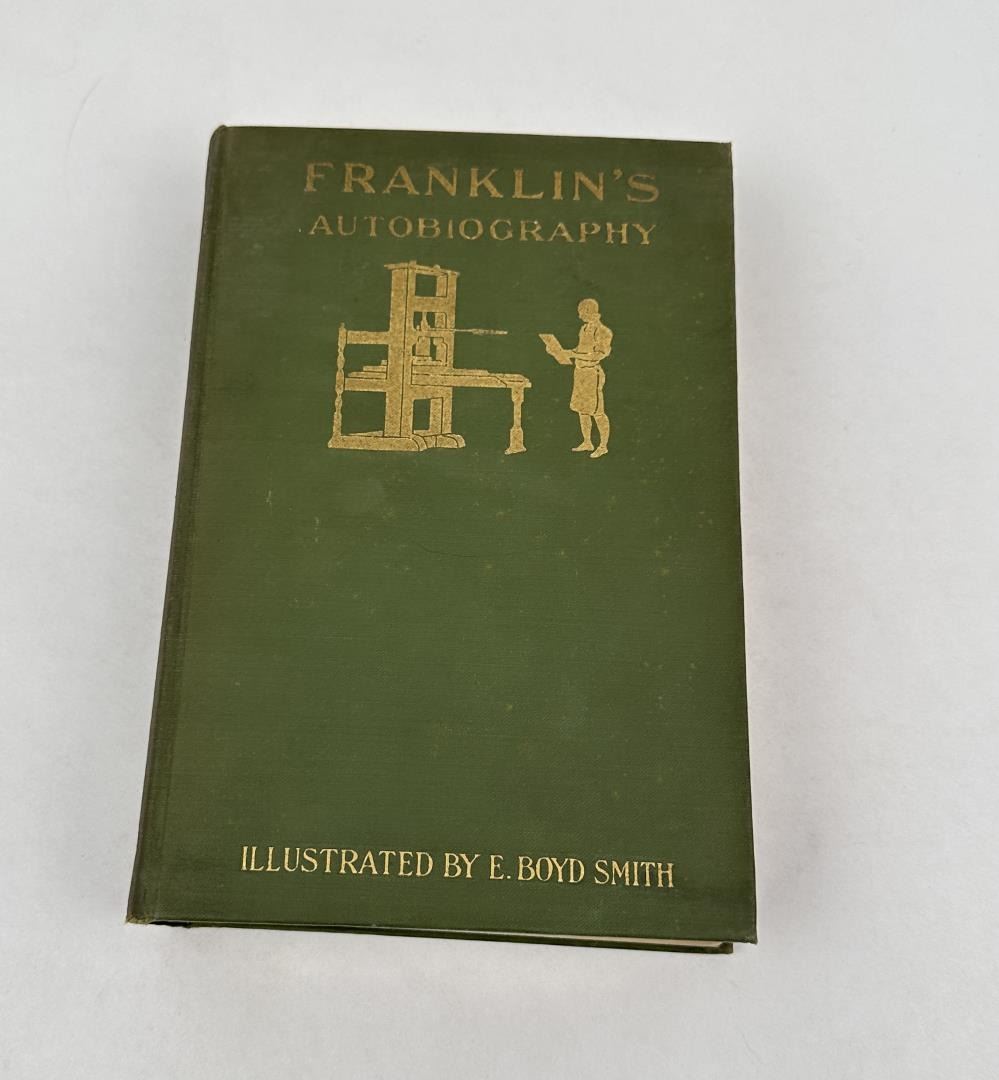 FRANKLIN'S
AUTOBIOGRAPHY
ILLUSTRATED BY E. BOYD SMITH